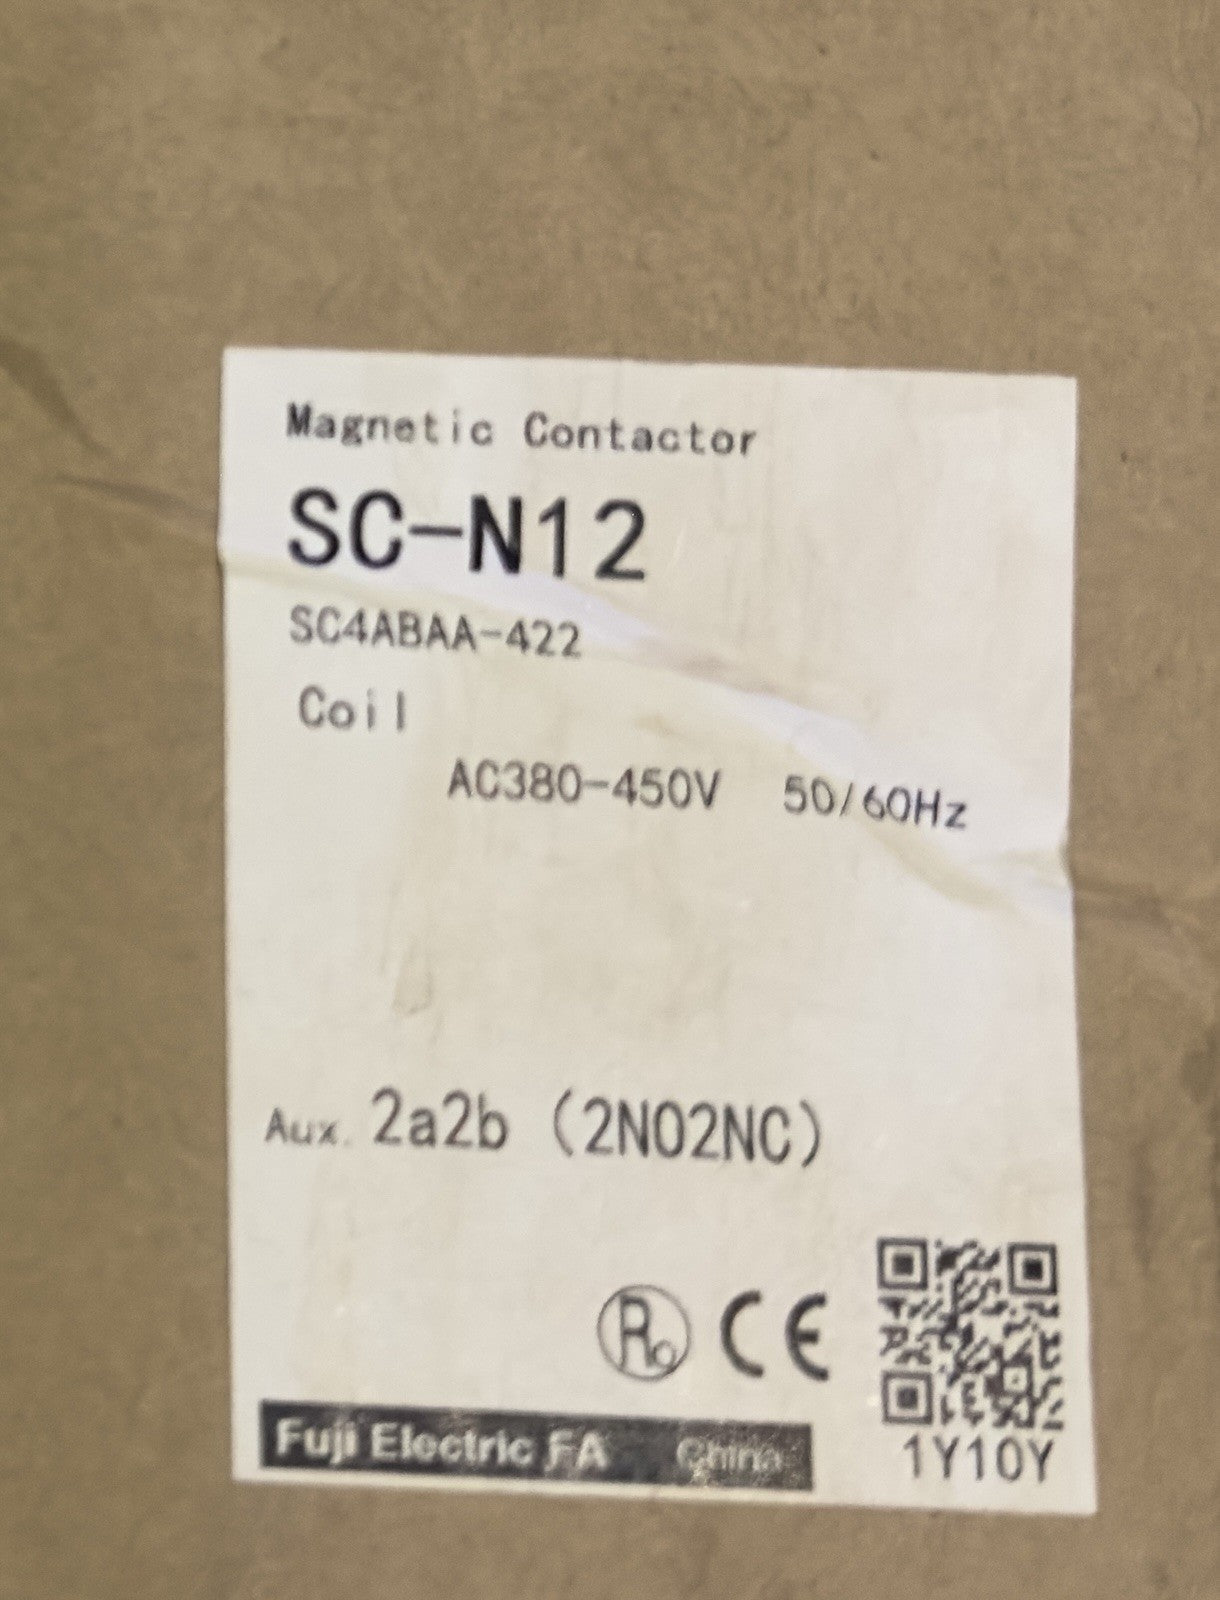 Magnetic Contactor
SC-N12
SC4ABAA-422
Coil
AC380-450V 50/60Hz
Aux. 2a2b (2NO2NC)
Ro CE
Fuji Electric FA China
1Y10Y